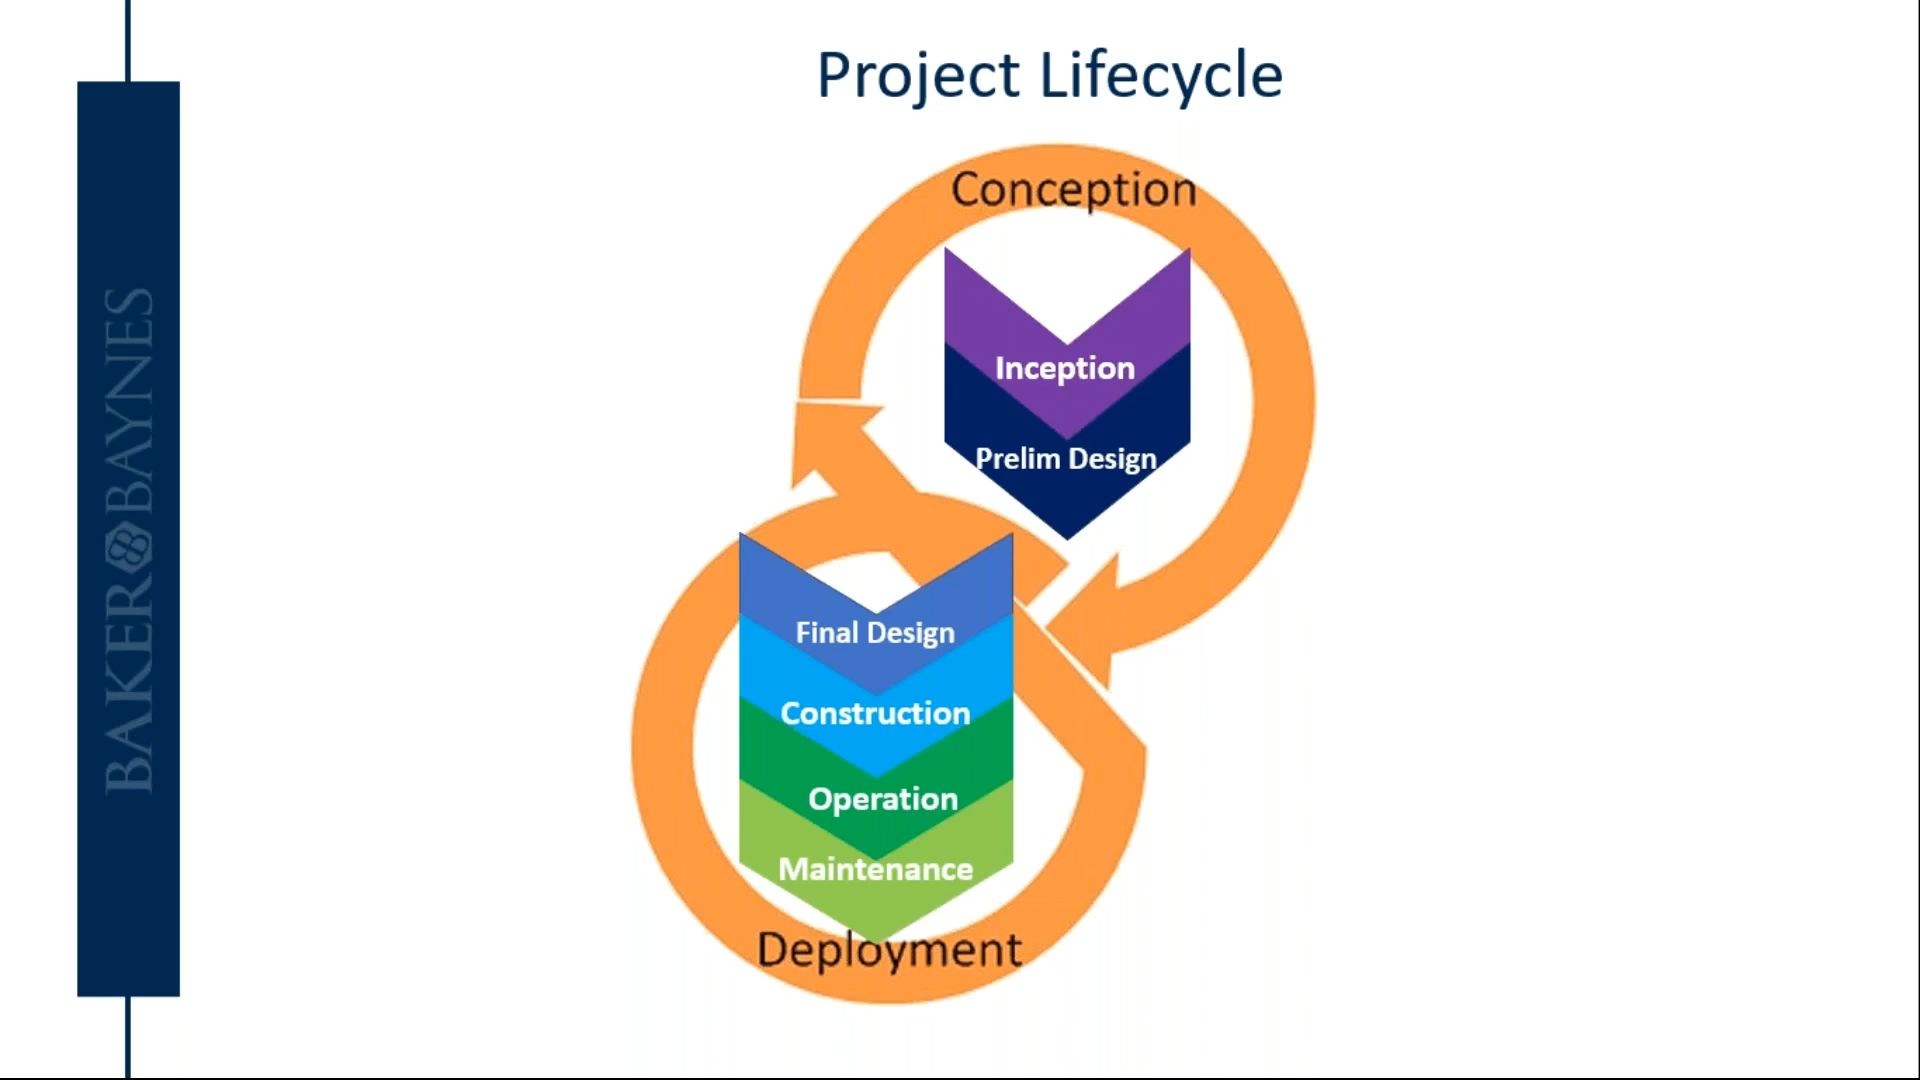 Project Lifecycle
Conception
Inception
Prelim Design
Final Design
Construction
Operation
Maintenance
Deployment
BAKER BAYNES